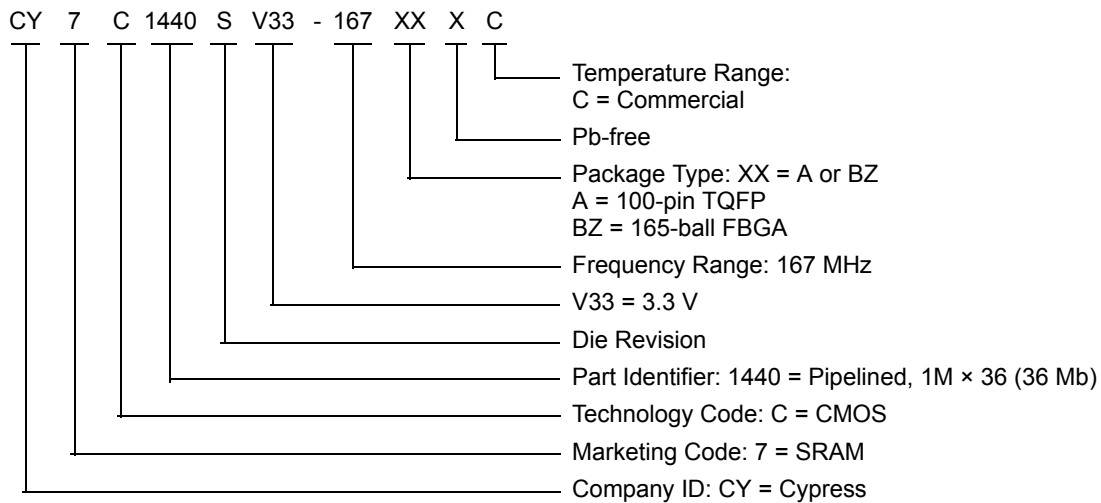 CY 7 C 1440 S V33 - 167 XX X C
Temperature Range:
C = Commercial
Pb-free
Package Type: XX = A or BZ
A = 100-pin TQFP
BZ = 165-ball FBGA
Frequency Range: 167 MHz
V33 = 3.3 V
Die Revision
Part Identifier: 1440 = Pipelined, 1M × 36 (36 Mb)
Technology Code: C = CMOS
Marketing Code: 7 = SRAM
Company ID: CY = Cypress